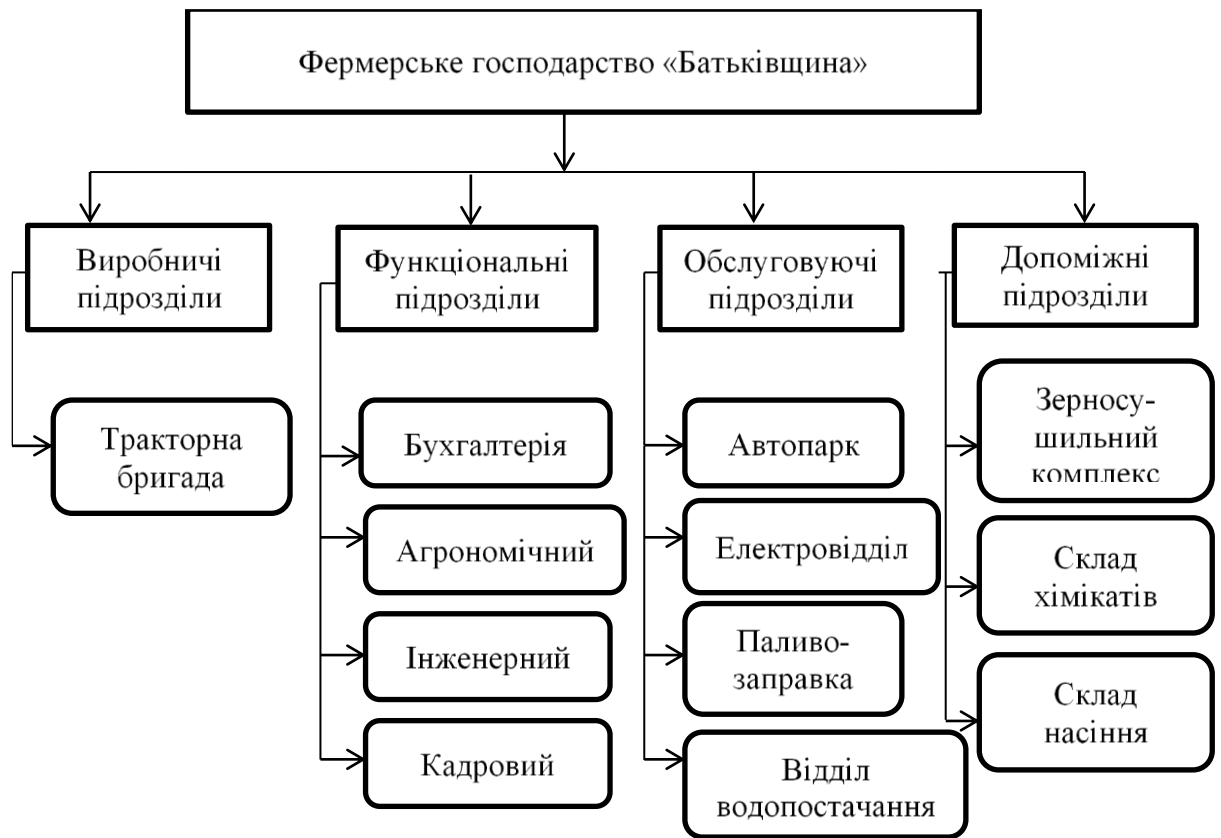 Фермерське господарство «Батьківщина»
Виробничі
підрозділи
Функціональні
підрозділи
Обслуговуючі
підрозділи
Допоміжні
підрозділи
Тракторна
бригада
Бухгалтерія
Агрономічний
Інженерний
Кадровий
Автопарк
Електровідділ
Паливо-
заправка
Відділ
водопостачання
Зерносу-
шильний
комплекс
Склад
хімікатів
Склад
насіння